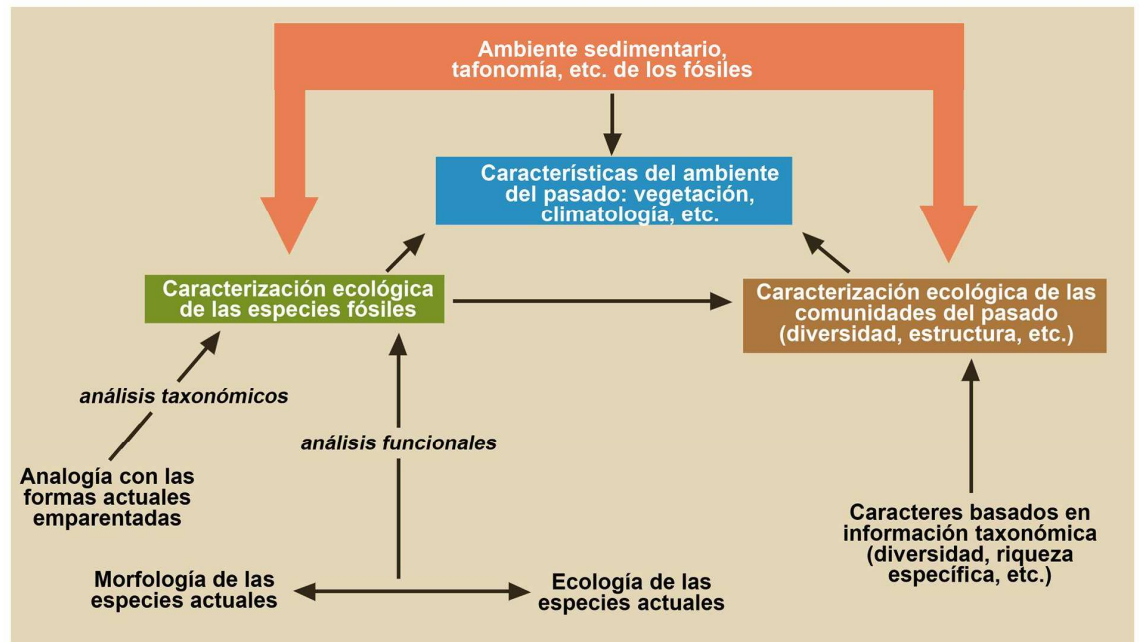 Ambiente sedimentario,
tafonomía, etc. de los fósiles
Características del ambiente
del pasado: vegetación,
climatología, etc.
Caracterización ecológica
de las especies fósiles
Caracterización ecológica de las
comunidades del pasado
(diversidad, estructura, etc.)
análisis taxonómicos
análisis funcionales
Analogía con las
formas actuales
emparentadas
Caracteres basados en
información taxonómica
(diversidad, riqueza
específica, etc.)
Morfología de las
especies actuales
Ecología de las
especies actuales